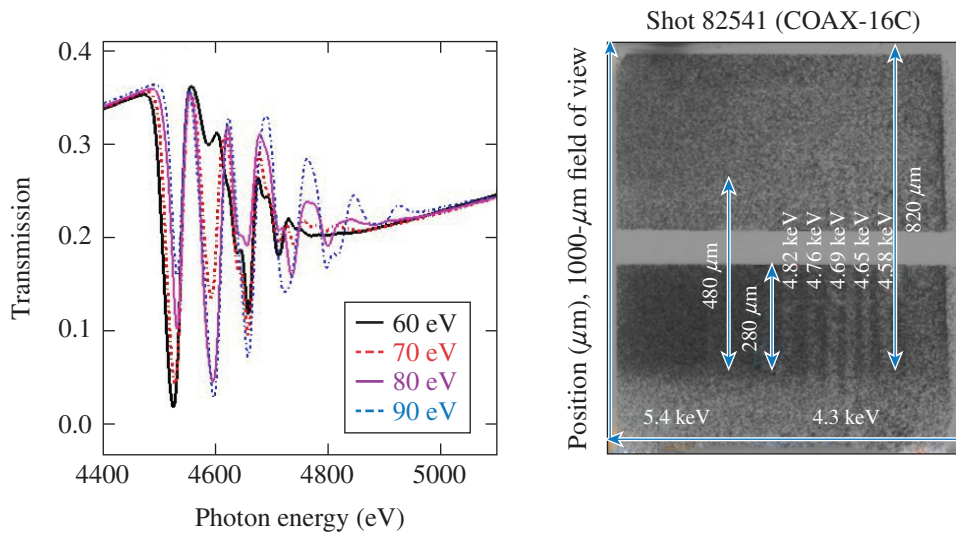 Shot 82541 (COAX-16C)
0.4
0.3
0.2
0.1
0.0
Transmission
60 eV
70 eV
80 eV
90 eV
4400
4600
4800
5000
Photon energy (eV)
Position (μm), 1000-μm field of view
480 μm
280 μm
4.82 keV
4.76 keV
4.69 keV
4.65 keV
4.58 keV
820 μm
5.4 keV
4.3 keV